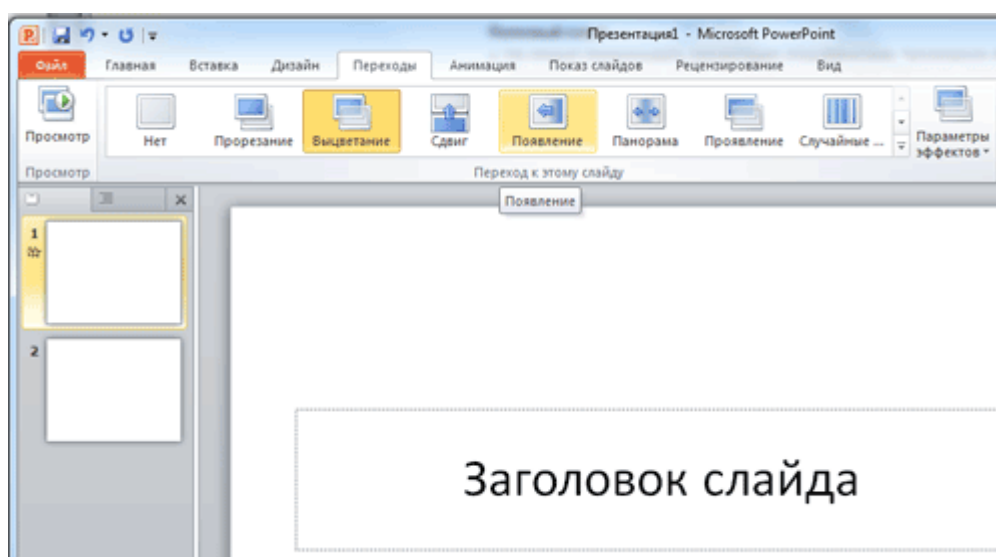 Презентация1 - Microsoft PowerPoint
Файл Главная Вставка Дизайн Переходы Анимация Показ слайдов Рецензирование Вид
Просмотр Нет Прорезание Выцветание Сдвиг Появление Панорама Проявление Случайные ... Параметры эффектов
Просмотр Переход к этому слайду
Появление
1
2
Заголовок слайда